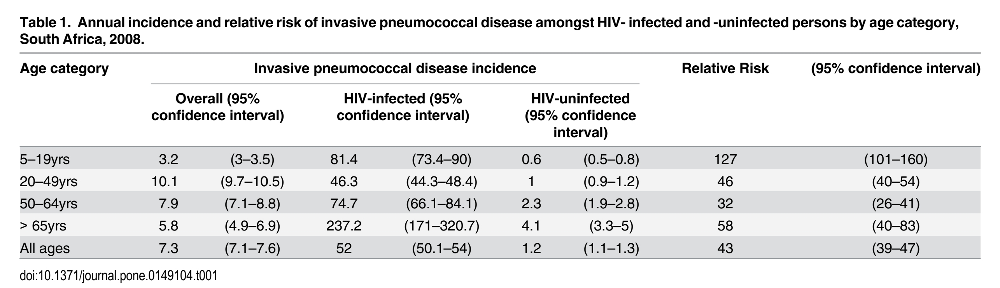 Table 1. Annual incidence and relative risk of invasive pneumococcal disease amongst HIV- infected and -uninfected persons by age category,
South Africa, 2008.
Age category Invasive pneumococcal disease incidence Relative Risk (95% confidence interval)
Overall (95% HIV-infected (95% HIV-uninfected
confidence interval) confidence interval) (95% confidence
interval)
5–19yrs 3.2 (3–3.5) 81.4 (73.4–90) 0.6 (0.5–0.8) 127 (101–160)
20–49yrs 10.1 (9.7–10.5) 46.3 (44.3–48.4) 1 (0.9–1.2) 46 (40–54)
50–64yrs 7.9 (7.1–8.8) 74.7 (66.1–84.1) 2.3 (1.9–2.8) 32 (26–41)
> 65yrs 5.8 (4.9–6.9) 237.2 (171–320.7) 4.1 (3.3–5) 58 (40–83)
All ages 7.3 (7.1–7.6) 52 (50.1–54) 1.2 (1.1–1.3) 43 (39–47)
doi:10.1371/journal.pone.0149104.t001